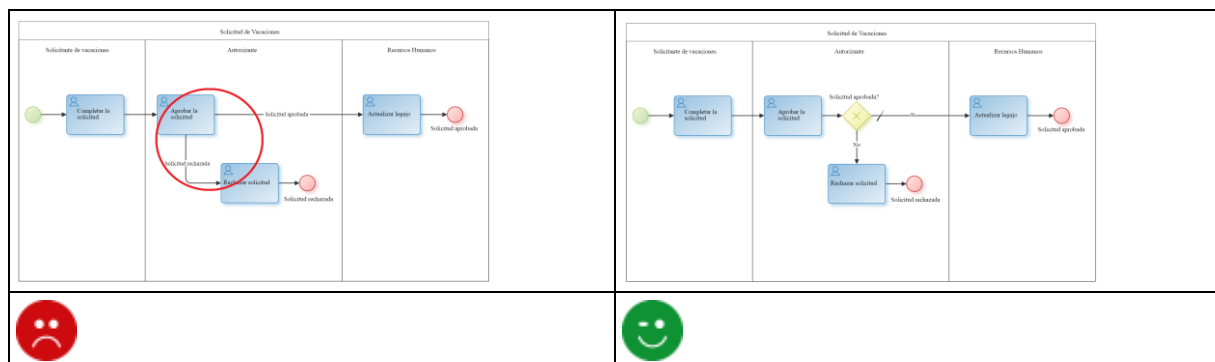 Solicitud de Vacaciones
Solicitante de vacaciones
Autorizante
Recursos Humanos
Completar la
solicitud
Aprobar la
solicitud
Solicitud aprobada
Actualizar legajo
Solicitud aprobada
Solicitud rechazada
Rechazar solicitud
Solicitud rechazada
Solicitud de Vacaciones
Solicitante de vacaciones
Autorizante
Recursos Humanos
Solicitud aprobada?
Completar la
solicitud
Aprobar la
solicitud
Si
Actualizar legajo
Solicitud aprobada
No
Rechazar solicitud
Solicitud rechazada